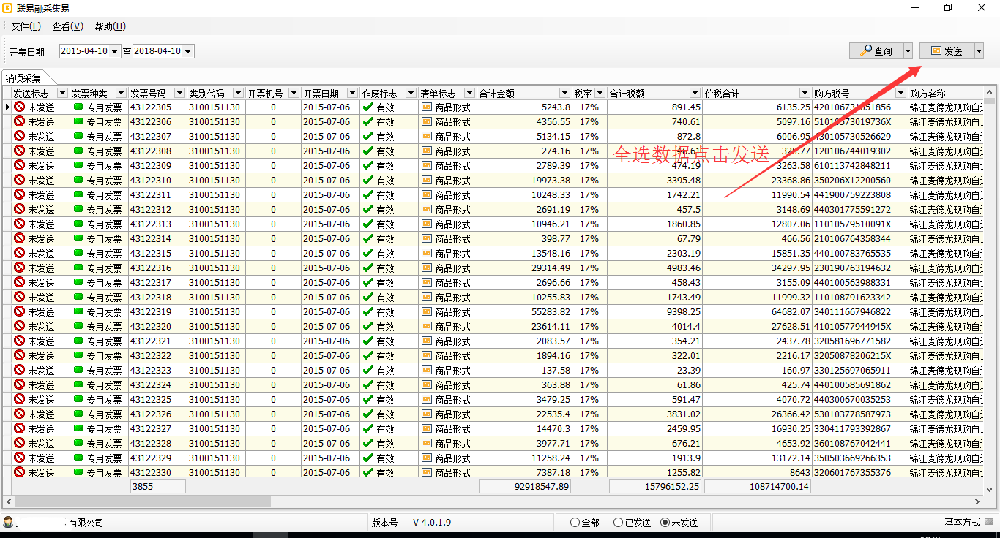 联易融采集易
文件(F) 查看(V) 帮助(H)
开票日期 2015-04-10 至 2018-04-10 查询 发送
销项采集
发送标志 发票种类 发票号码 类别代码 开票机号 开票日期 作废标志 清单标志 合计金额 税率 合计税额 价税合计 购方税号 购方名称
未发送 专用发票 43122305 3100151130 0 2015-07-06 有效 商品形式 5243.8 17% 891.45 6135.25 420106731051856 锦江麦德龙现购自
未发送 专用发票 43122306 3100151130 0 2015-07-06 有效 商品形式 4356.55 17% 740.61 5097.16 51010573019736X 锦江麦德龙现购自
未发送 专用发票 43122307 3100151130 0 2015-07-06 有效 商品形式 5134.15 17% 872.8 6006.95 430105730526629 锦江麦德龙现购自
未发送 专用发票 43122308 3100151130 0 2015-07-06 有效 商品形式 274.16 17% 46.61 320.77 120106744019302 锦江麦德龙现购自
全选数据点击发送
未发送 专用发票 43122309 3100151130 0 2015-07-06 有效 商品形式 2789.39 17% 474.19 3263.58 610113742848211 锦江麦德龙现购自
未发送 专用发票 43122310 3100151130 0 2015-07-06 有效 商品形式 19973.38 17% 3395.48 23368.86 350206X12200560 锦江麦德龙现购自
未发送 专用发票 43122311 3100151130 0 2015-07-06 有效 商品形式 10248.33 17% 1742.21 11990.54 441900759223808 锦江麦德龙现购自
未发送 专用发票 43122312 3100151130 0 2015-07-06 有效 商品形式 2691.19 17% 457.5 3148.69 440301775591272 锦江麦德龙现购自
未发送 专用发票 43122313 3100151130 0 2015-07-06 有效 商品形式 10946.21 17% 1860.85 12807.06 11010579510091X 锦江麦德龙现购自
未发送 专用发票 43122314 3100151130 0 2015-07-06 有效 商品形式 398.77 17% 67.79 466.56 210106764358344 锦江麦德龙现购自
未发送 专用发票 43122315 3100151130 0 2015-07-06 有效 商品形式 13548.16 17% 2303.19 15851.35 440100783765535 锦江麦德龙现购自
未发送 专用发票 43122316 3100151130 0 2015-07-06 有效 商品形式 29314.49 17% 4983.46 34297.95 230190763194632 锦江麦德龙现购自
未发送 专用发票 43122317 3100151130 0 2015-07-06 有效 商品形式 2696.66 17% 458.43 3155.09 440100563988331 锦江麦德龙现购自
未发送 专用发票 43122318 3100151130 0 2015-07-06 有效 商品形式 10255.83 17% 1743.49 11999.32 110108791623342 锦江麦德龙现购自
未发送 专用发票 43122319 3100151130 0 2015-07-06 有效 商品形式 55283.82 17% 9398.25 64682.07 340111667946822 锦江麦德龙现购自
未发送 专用发票 43122320 3100151130 0 2015-07-06 有效 商品形式 23614.11 17% 4014.4 27628.51 41010577944945X 锦江麦德龙现购自
未发送 专用发票 43122321 3100151130 0 2015-07-06 有效 商品形式 2083.57 17% 354.21 2437.78 320581696771582 锦江麦德龙现购自
未发送 专用发票 43122322 3100151130 0 2015-07-06 有效 商品形式 1894.16 17% 322.01 2216.17 32050878206215X 锦江麦德龙现购自
未发送 专用发票 43122323 3100151130 0 2015-07-06 有效 商品形式 137.58 17% 23.39 160.97 330125697065911 锦江麦德龙现购自
未发送 专用发票 43122324 3100151130 0 2015-07-06 有效 商品形式 363.88 17% 61.86 425.74 440100585691862 锦江麦德龙现购自
未发送 专用发票 43122325 3100151130 0 2015-07-06 有效 商品形式 3479.25 17% 591.47 4070.72 440300670035253 锦江麦德龙现购自
未发送 专用发票 43122326 3100151130 0 2015-07-06 有效 商品形式 22535.4 17% 3831.02 26366.42 530103778587973 锦江麦德龙现购自
未发送 专用发票 43122327 3100151130 0 2015-07-06 有效 商品形式 14470.3 17% 2459.95 16930.25 330411793392867 锦江麦德龙现购自
未发送 专用发票 43122328 3100151130 0 2015-07-06 有效 商品形式 3977.71 17% 676.21 4653.92 360108767042441 锦江麦德龙现购自
未发送 专用发票 43122329 3100151130 0 2015-07-06 有效 商品形式 11258.24 17% 1913.9 13172.14 350503669266353 锦江麦德龙现购自
未发送 专用发票 43122330 3100151130 0 2015-07-06 有效 商品形式 7387.18 17% 1255.82 8643 320601767355376 锦江麦德龙现购自
3855 92918547.89 15796152.25 108714700.14
有限公司 版本号 V 4.0.1.9 全部 已发送 未发送 基本方式